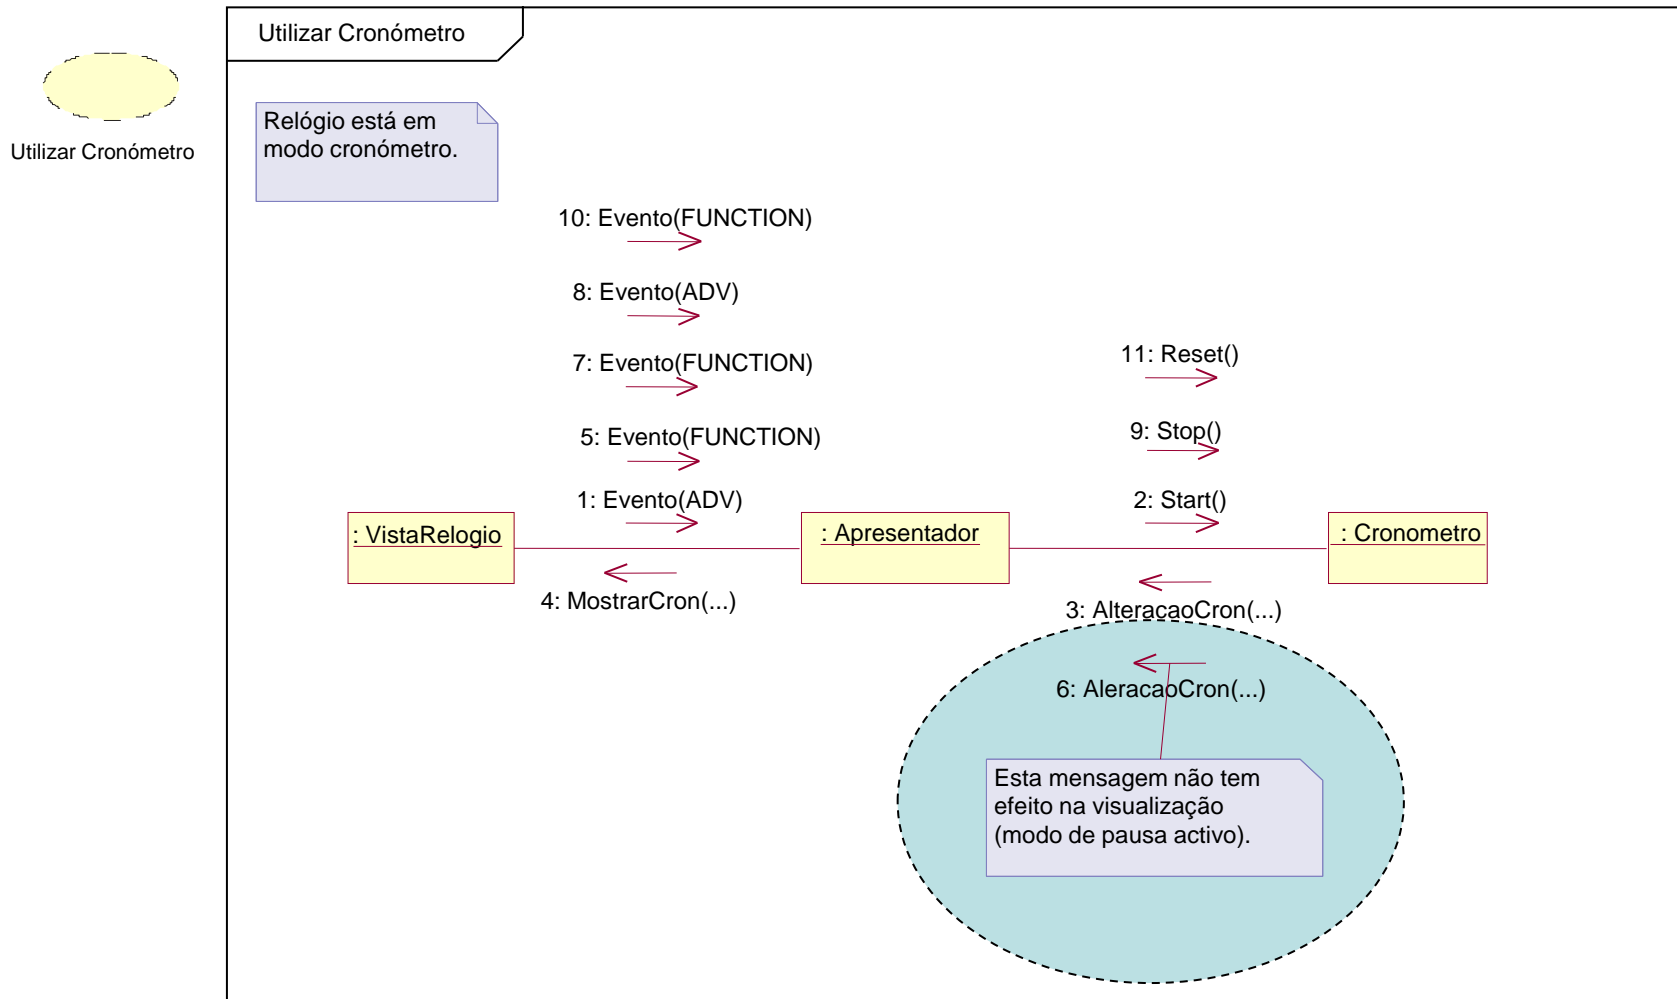 Utilizar Cronómetro
Utilizar Cronómetro
Relógio está em
modo cronómetro.
10: Evento(FUNCTION)
8: Evento(ADV)
7: Evento(FUNCTION)
11: Reset()
5: Evento(FUNCTION)
9: Stop()
1: Evento(ADV)
2: Start()
: VistaRelogio
: Apresentador
: Cronometro
4: MostrarCron(...)
3: AlteracaoCron(...)
6: AleracaoCron(...)
Esta mensagem não tem
efeito na visualização
(modo de pausa activo).